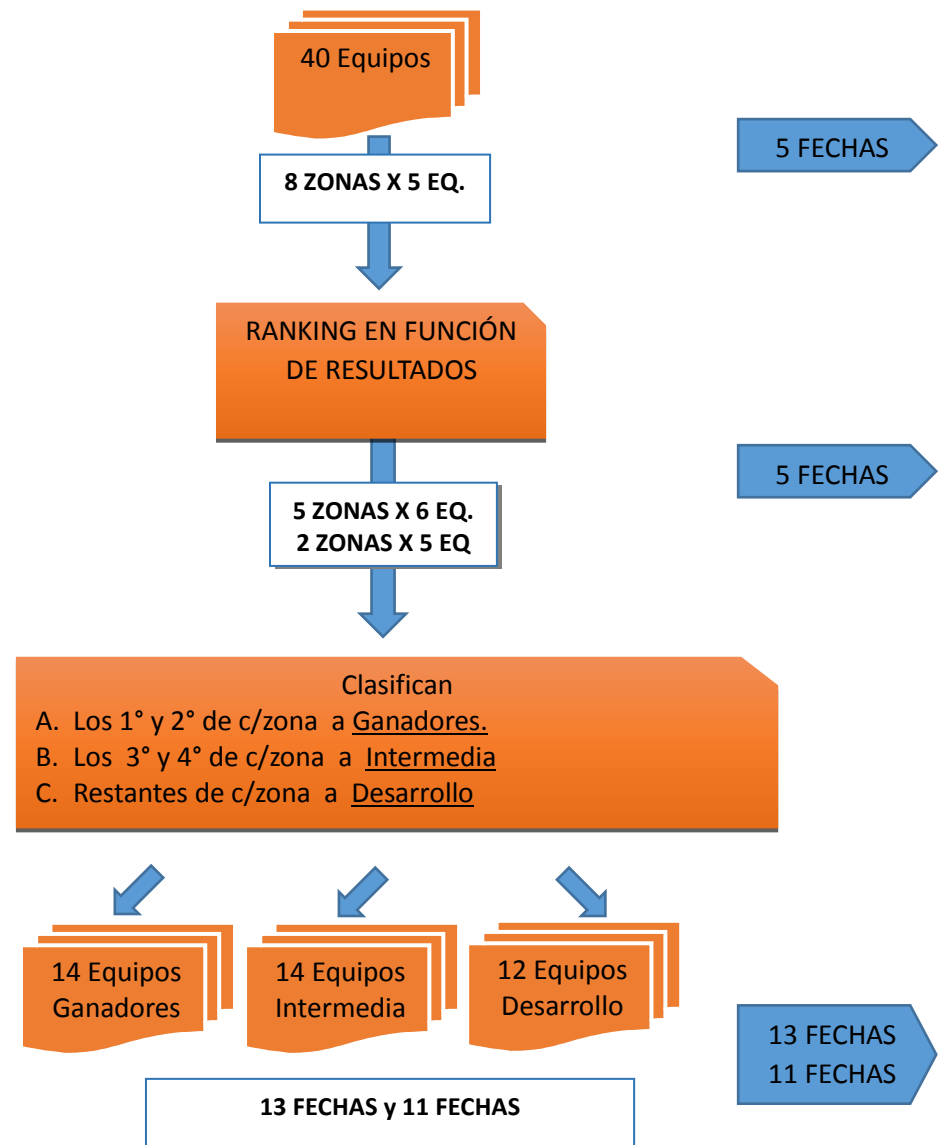 40 Equipos
5 FECHAS
8 ZONAS X 5 EQ.
RANKING EN FUNCIÓN
DE RESULTADOS
5 FECHAS
5 ZONAS X 6 EQ.
2 ZONAS X 5 EQ
Clasifican
A. Los 1° y 2° de c/zona a Ganadores.
B. Los 3° y 4° de c/zona a Intermedia
C. Restantes de c/zona a Desarrollo
14 Equipos
Ganadores
14 Equipos
Intermedia
12 Equipos
Desarrollo
13 FECHAS
11 FECHAS
13 FECHAS y 11 FECHAS